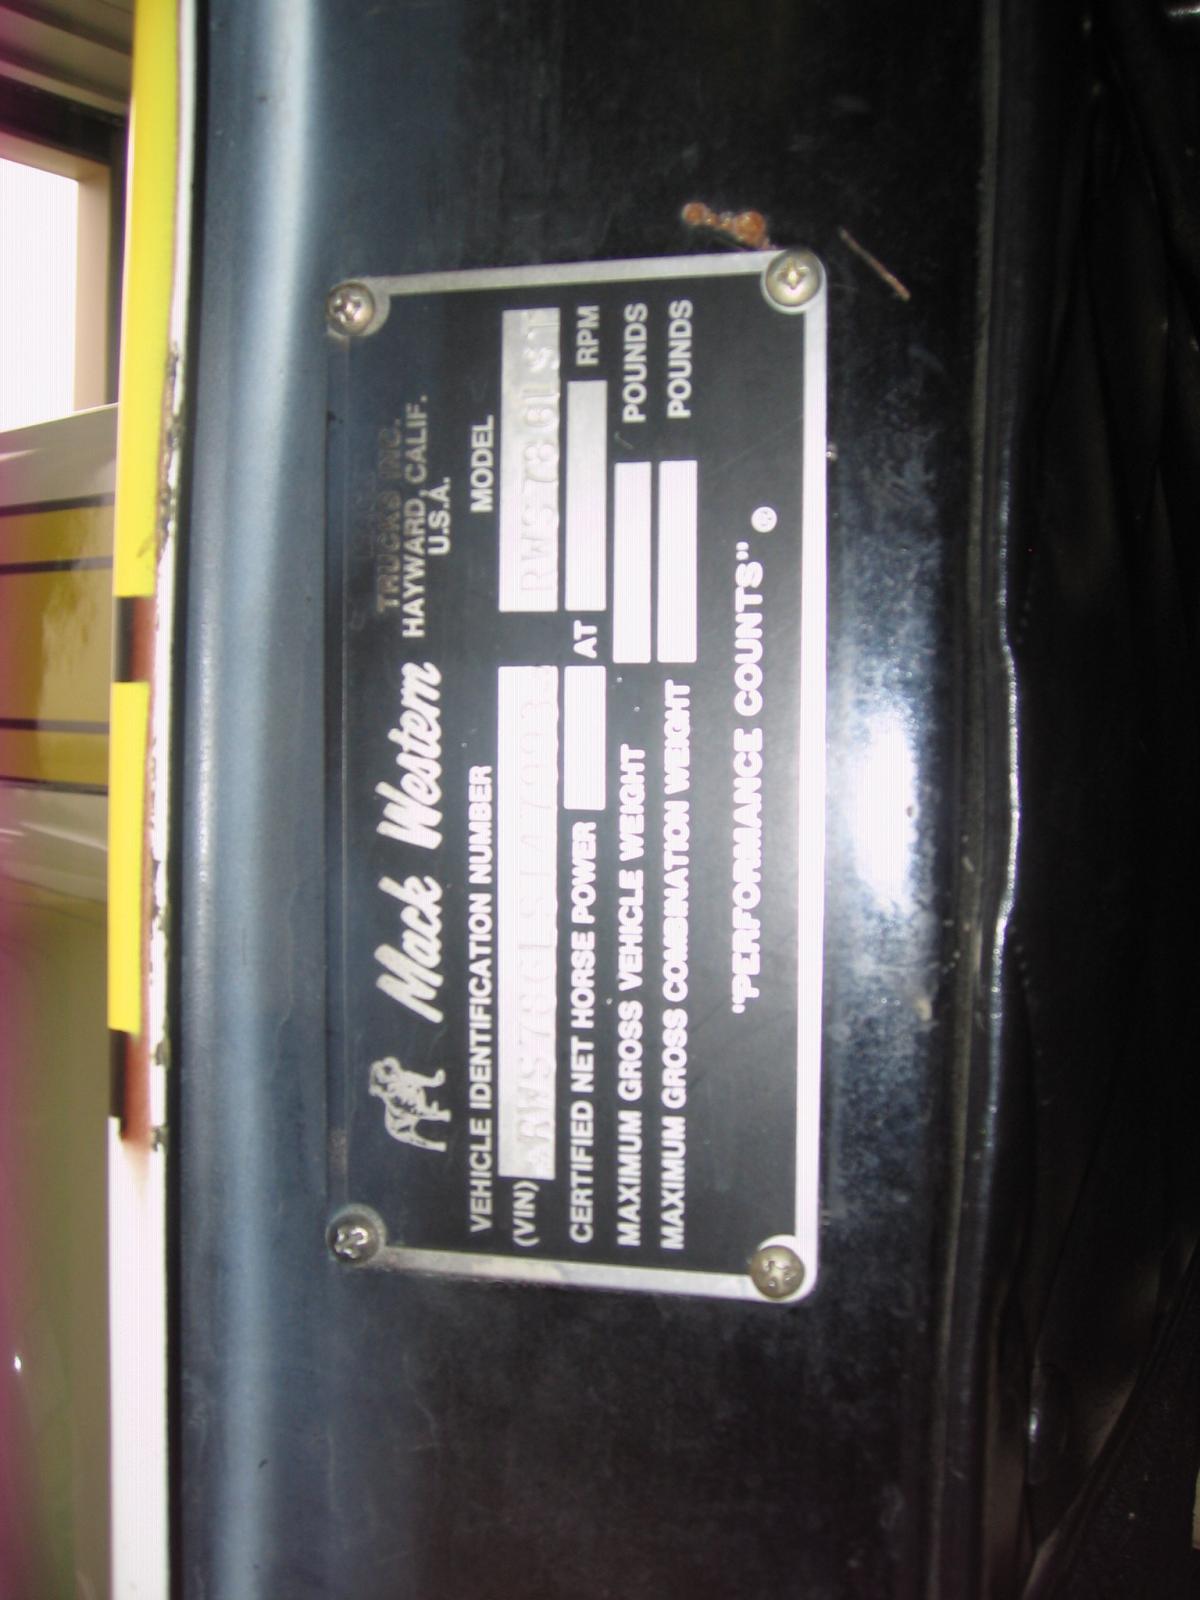 Mack Western TRUCKS INC.
HAYWARD, CALIF.
U.S.A.
VEHICLE IDENTIFICATION NUMBER MODEL
(VIN)
CERTIFIED NET HORSE POWER AT RPM
MAXIMUM GROSS VEHICLE WEIGHT POUNDS
MAXIMUM GROSS COMBINATION WEIGHT POUNDS
"PERFORMANCE COUNTS" ®